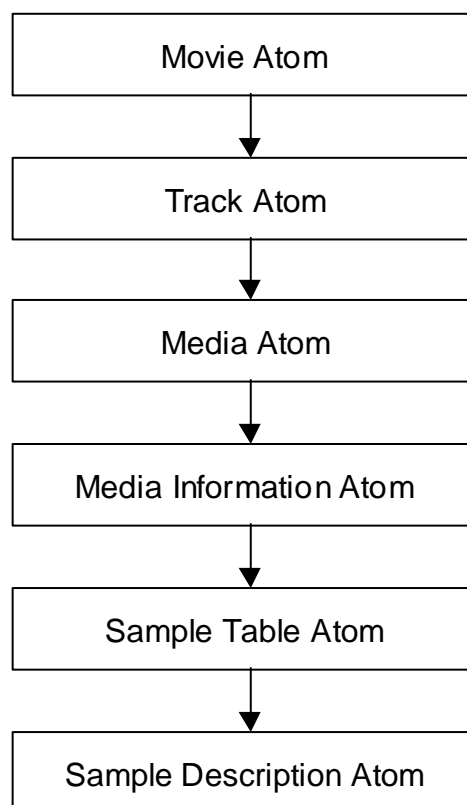 Movie Atom
Track Atom
Media Atom
Media Information Atom
Sample Table Atom
Sample Description Atom